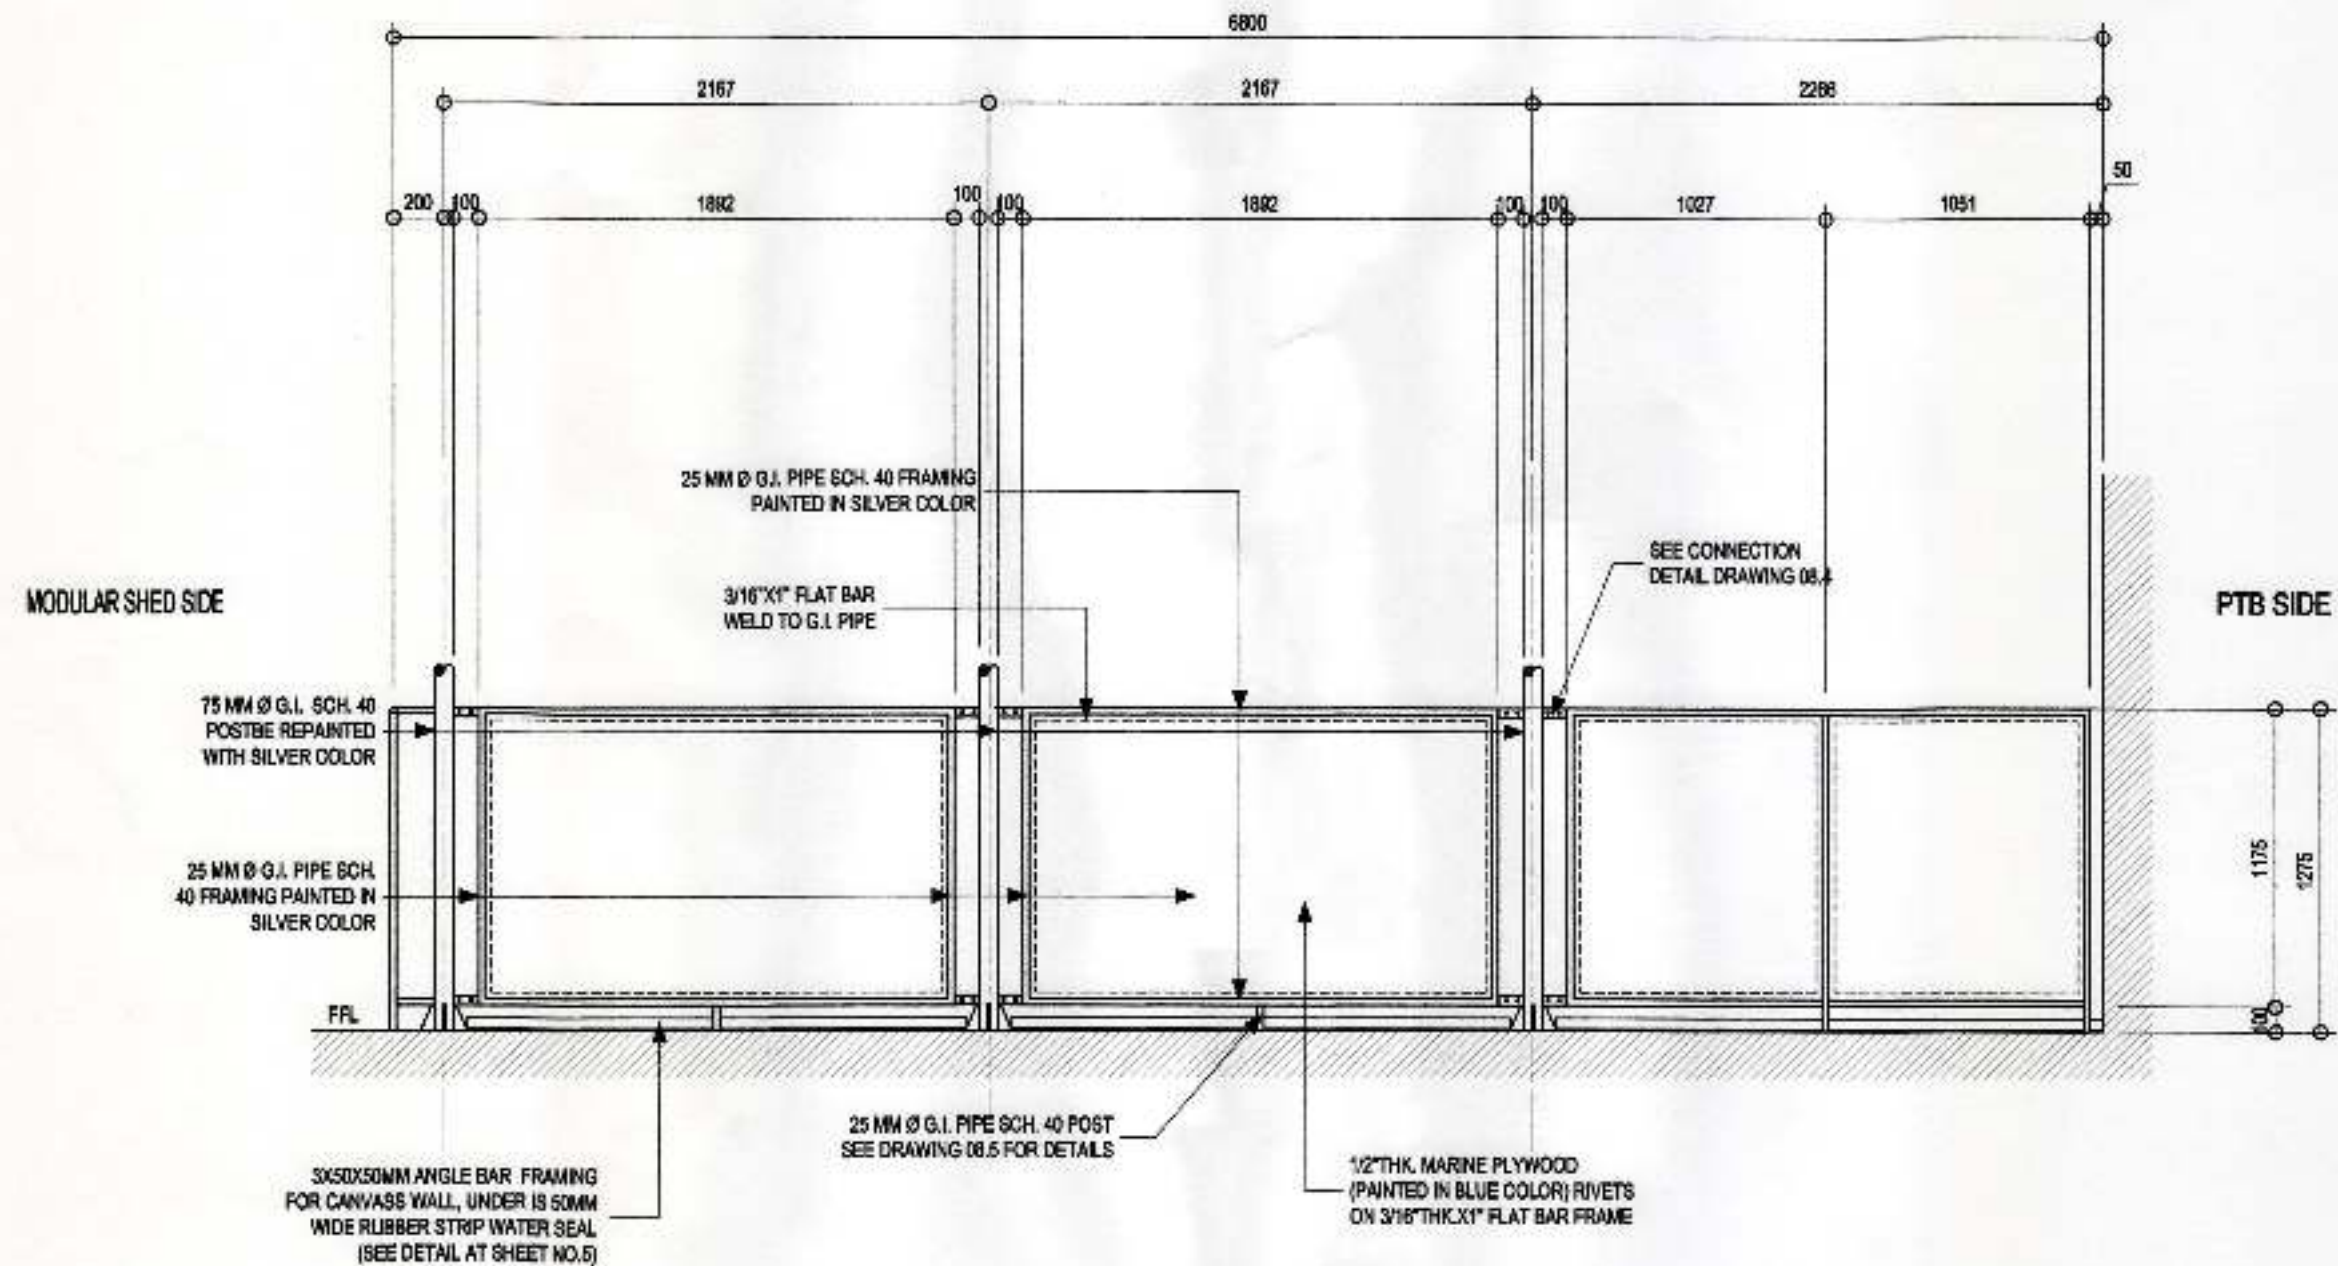 6800
2167
2167
2266
50
200
100
1892
100
100
1892
100
100
1027
1051
25 MM Ø G.I. PIPE SCH. 40 FRAMING
PAINTED IN SILVER COLOR
SEE CONNECTION
DETAIL DRAWING 08.4
3/16"X1" FLAT BAR
WELD TO G.I. PIPE
MODULAR SHED SIDE
PTB SIDE
75 MM Ø G.I. SCH. 40
POSTBE REPAINTED
WITH SILVER COLOR
25 MM Ø G.I. PIPE SCH.
40 FRAMING PAINTED IN
SILVER COLOR
1175
1275
100
FFL
25 MM Ø G.I. PIPE SCH. 40 POST
SEE DRAWING 08.5 FOR DETAILS
3X50X50MM ANGLE BAR FRAMING
FOR CANVASS WALL, UNDER IS 50MM
WIDE RUBBER STRIP WATER SEAL
(SEE DETAIL AT SHEET NO.5)
1/2"THK. MARINE PLYWOOD
(PAINTED IN BLUE COLOR) RIVETS
ON 3/16"THK.X1" FLAT BAR FRAME